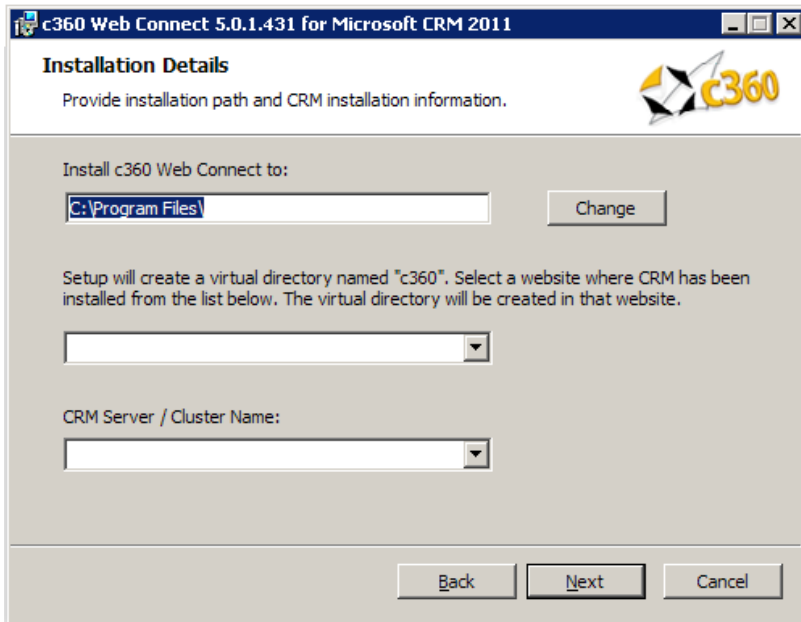 c360 Web Connect 5.0.1.431 for Microsoft CRM 2011
Installation Details
Provide installation path and CRM installation information.
c360
Install c360 Web Connect to:
C:\Program Files\
Change
Setup will create a virtual directory named "c360". Select a website where CRM has been
installed from the list below. The virtual directory will be created in that website.
CRM Server / Cluster Name:
Back
Next
Cancel